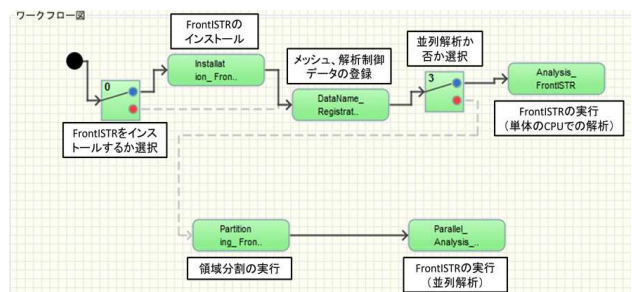 ワークフロー図
FrontISTRの
インストール
0
Installat
ion_ Fron..
メッシュ、解析制御
データの登録
DataName_
Registrat..
並列解析か
否か選択
3
Analysis_
FrontISTR
FrontISTRをインス
トールするか選択
FrontISTRの実行
（単体のCPUでの解析）
Partition
ing_ Fron..
領域分割の実行
Parallel_
Analysis_..
FrontISTRの実行
（並列解析）